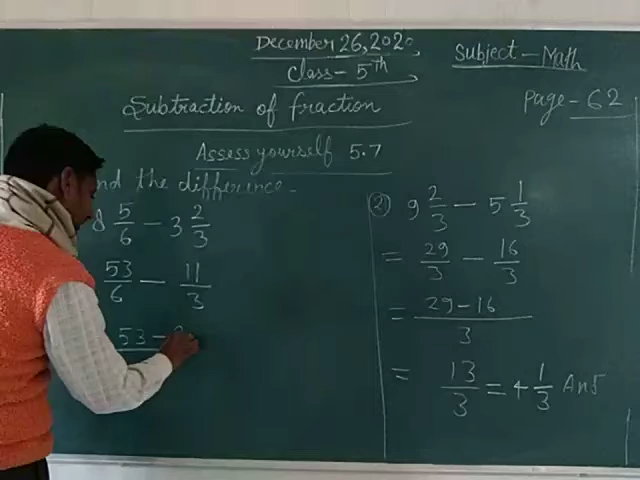 December 26, 2020
Subject - Math
Class - 5th
Subtraction of fraction
Page - 62
Assess yourself 5.7
nd the difference.
8 5/6 - 3 2/3
53/6 - 11/3
53 -
2) 9 2/3 - 5 1/3
= 29/3 - 16/3
= 29-16/3
= 13/3 = 4 1/3 Ans